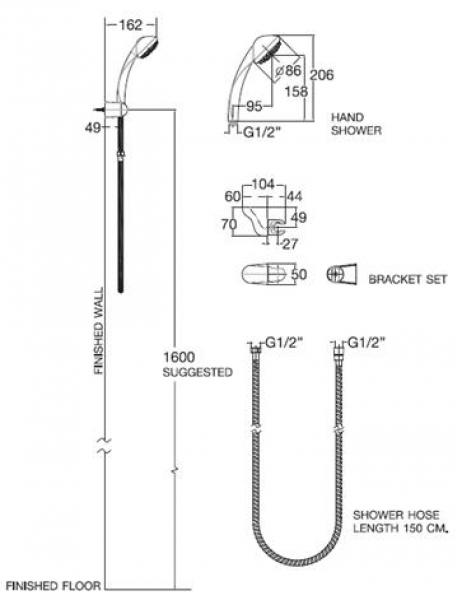 162
49
FINISHED WALL
1600
SUGGESTED
FINISHED FLOOR
⌀86
206
158
95
G1/2"
HAND
SHOWER
104
60
44
70
49
27
50
BRACKET SET
G1/2"
G1/2"
SHOWER HOSE
LENGTH 150 CM.